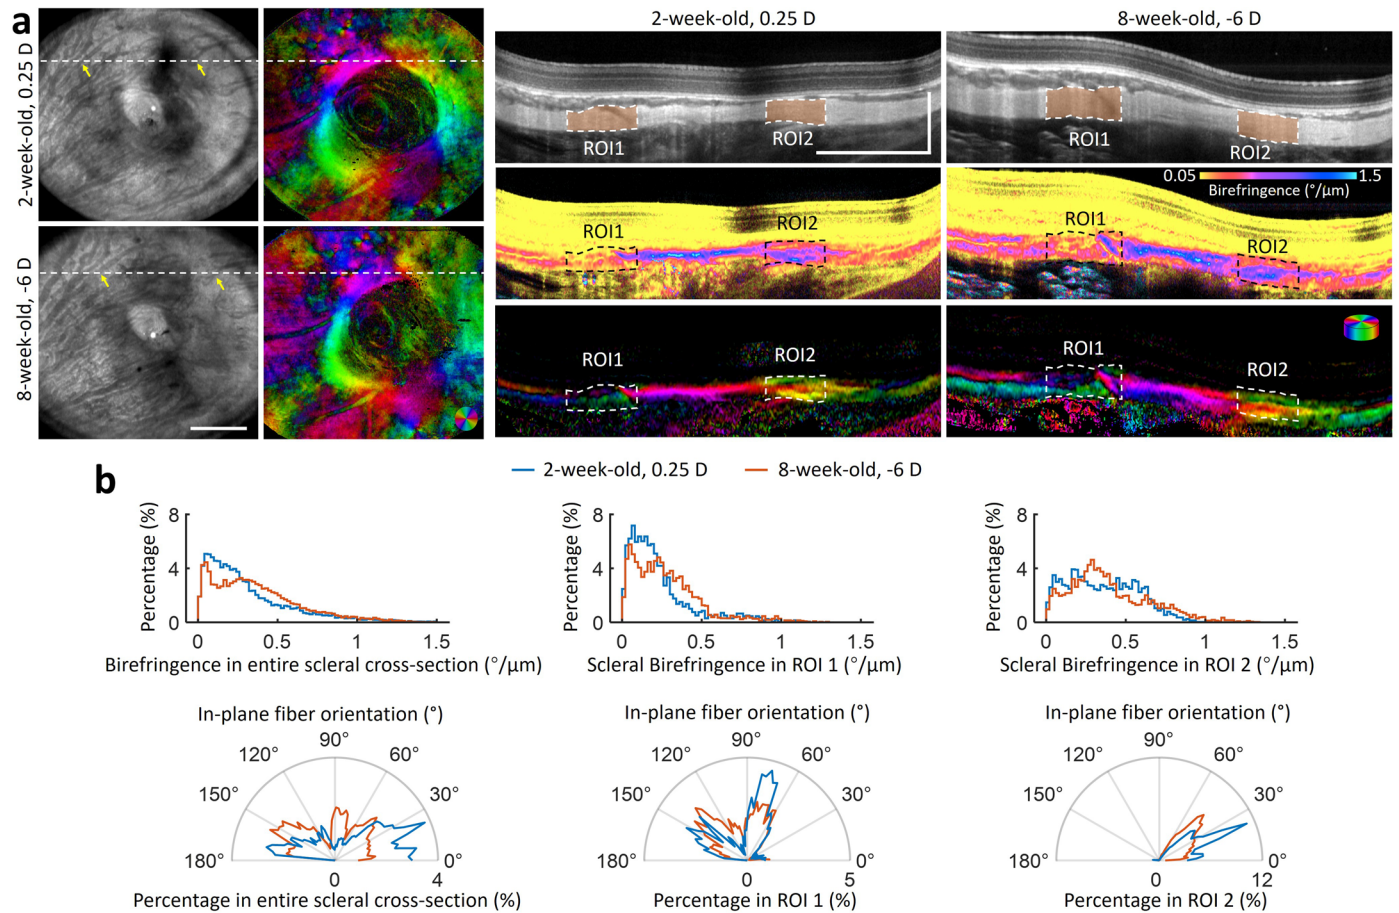 a
2-week-old, 0.25 D
8-week-old, -6 D
2-week-old, 0.25 D
8-week-old, -6 D
ROI1
ROI2
ROI1
ROI2
ROI1
ROI2
0.05
1.5
Birefringence (°/μm)
ROI1
ROI2
ROI1
ROI2
ROI1
ROI2
b
2-week-old, 0.25 D
8-week-old, -6 D
Percentage (%)
8
4
0
0
0.5
1
1.5
Birefringence in entire scleral cross-section (°/μm)
Percentage (%)
8
4
0
0
0.5
1
1.5
Scleral Birefringence in ROI 1 (°/μm)
Percentage (%)
8
4
0
0
0.5
1
1.5
Scleral Birefringence in ROI 2 (°/μm)
In-plane fiber orientation (°)
90°
120°
60°
150°
30°
180°
0°
0
4
Percentage in entire scleral cross-section (%)
In-plane fiber orientation (°)
90°
120°
60°
150°
30°
180°
0°
0
5
Percentage in ROI 1 (%)
In-plane fiber orientation (°)
90°
120°
60°
150°
30°
180°
0°
0
12
Percentage in ROI 2 (%)